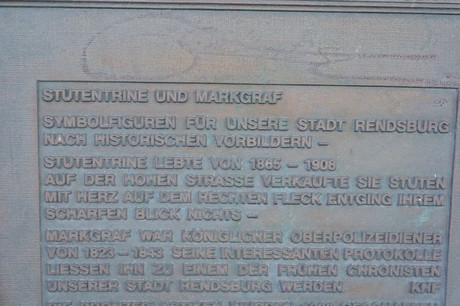 STUTENTRINE UND MARKGRAF
SYMBOLFIGUREN FÜR UNSERE STADT RENDSBURG
NACH HISTORISCHEN VORBILDERN –
STUTENTRINE LEBTE VON 1865 – 1908
AUF DER HOHEN STRASSE VERKAUFTE SIE STUTEN
MIT HERZ AUF DEM RECHTEN FLECK ENTGING IHREM
SCHARFEN BLICK NICHTS –
MARKGRAF WAR KÖNIGLICHER OBERPOLIZEIDIENER
VON 1823 – 1843 SEINE INTERESSANTEN PROTOKOLLE
LIESSEN IHN ZU EINEM DER FRÜHEN CHRONISTEN
UNSERER STADT RENDSBURG WERDEN KHF